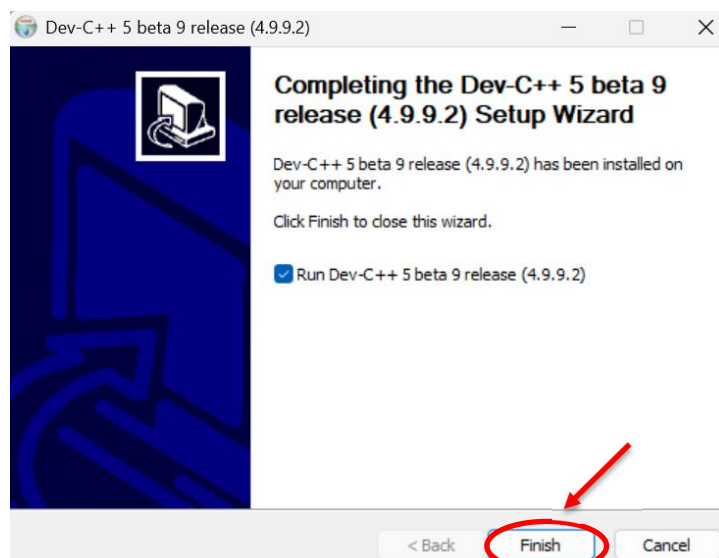 Dev-C++ 5 beta 9 release (4.9.9.2)
Completing the Dev-C++ 5 beta 9
release (4.9.9.2) Setup Wizard
Dev-C++ 5 beta 9 release (4.9.9.2) has been installed on
your computer.
Click Finish to close this wizard.
Run Dev-C++ 5 beta 9 release (4.9.9.2)
< Back Finish Cancel